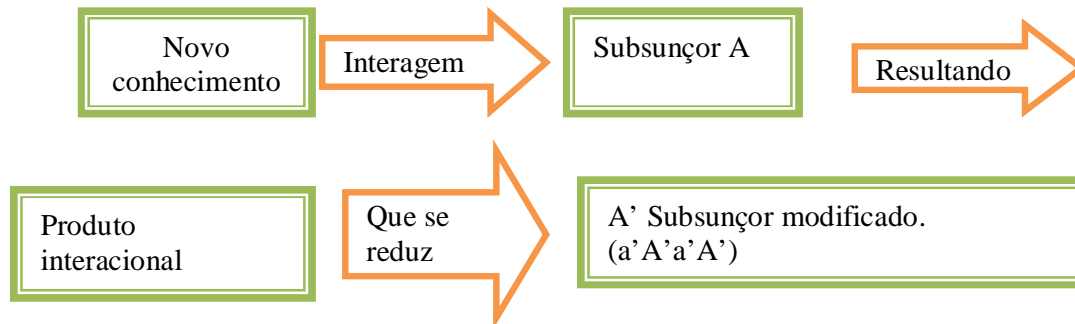 Novo
conhecimento
Interagem
Subsunçor A
Resultando
Produto
interacional
Que se
reduz
A’ Subsunçor modificado.
(a’A’a’A’)